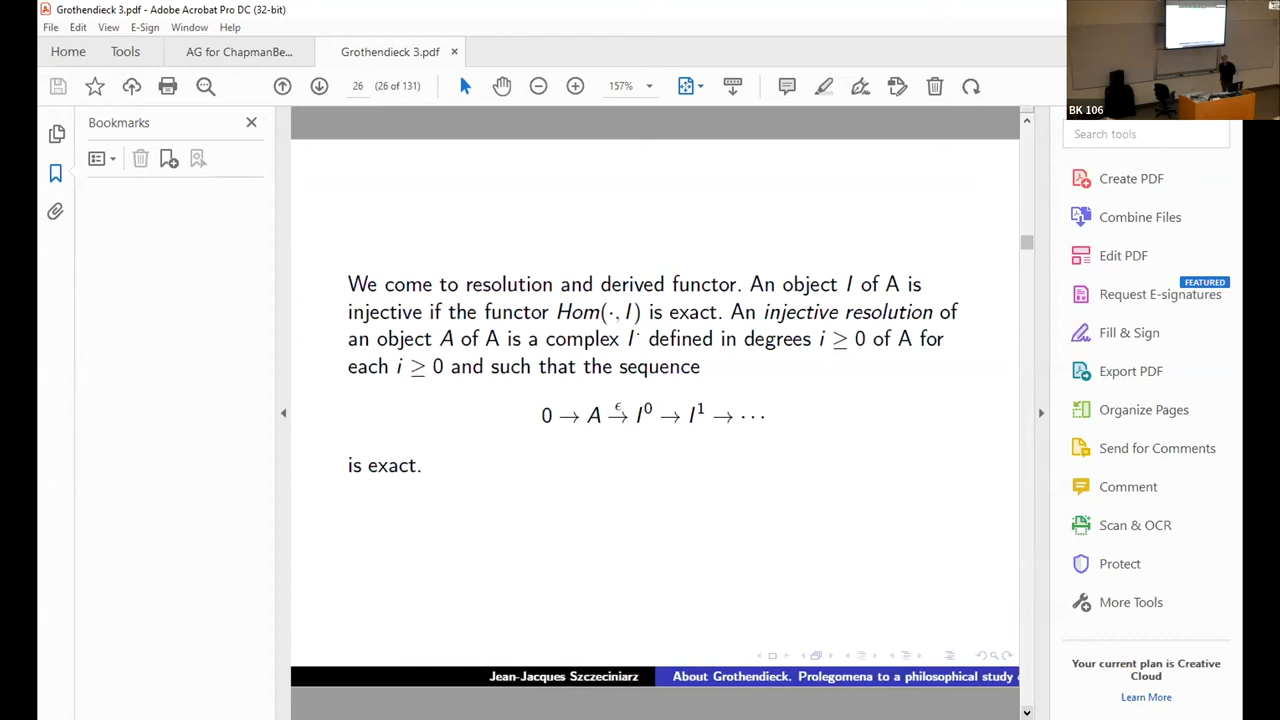 Grothendieck 3.pdf - Adobe Acrobat Pro DC (32-bit)
File Edit View E-Sign Window Help
Home Tools AG for ChapmanBe... Grothendieck 3.pdf ×
26 (26 of 131) 157%
BK 106
Bookmarks
Search tools
Create PDF
Combine Files
Edit PDF
FEATURED
Request E-signatures
Fill & Sign
Export PDF
Organize Pages
Send for Comments
Comment
Scan & OCR
Protect
More Tools
Your current plan is Creative
Cloud
Learn More
We come to resolution and derived functor. An object I of A is
injective if the functor Hom(·, I) is exact. An injective resolution of
an object A of A is a complex I˙ defined in degrees i ≥ 0 of A for
each i ≥ 0 and such that the sequence
0 → A →^ϵ I⁰ → I¹ → ···
is exact.
Jean-Jacques Szczeciniarz About Grothendieck. Prolegomena to a philosophical study